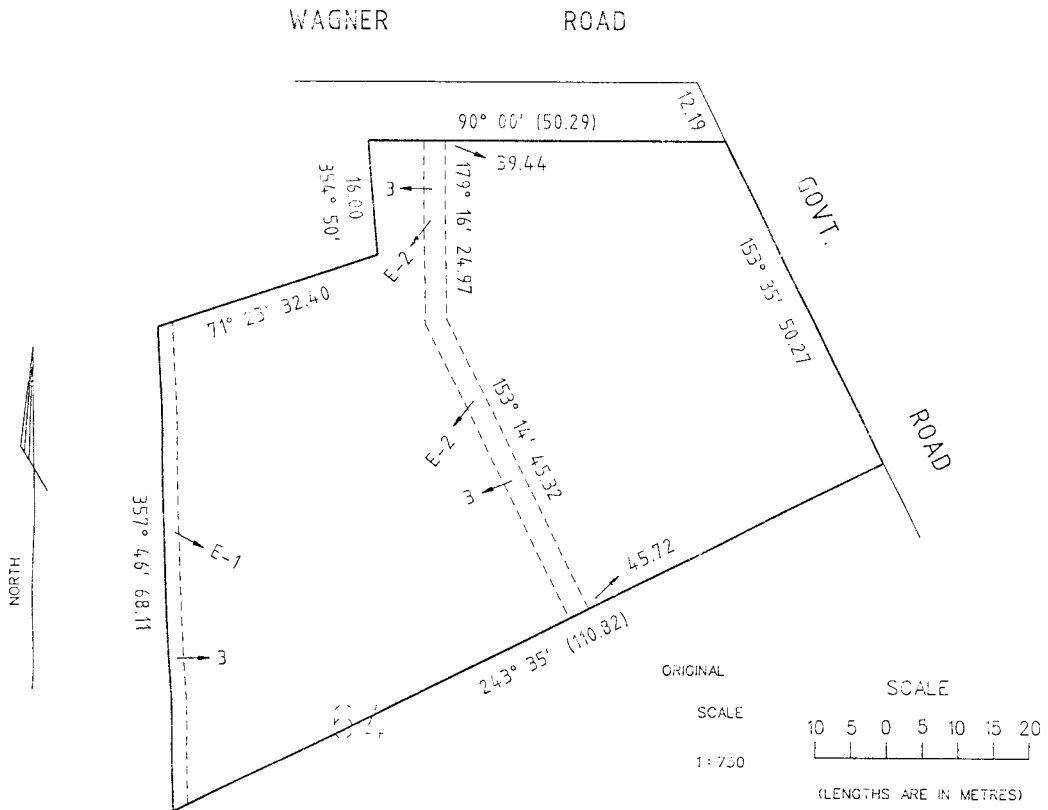 WAGNER ROAD
12.19
90° 00' (50.29)
39.44
16.00
354° 50'
3
179° 16' 24.97
E-2
GOVT.
153° 35' 50.27
71° 23' 32.40
153° 14' 45.32
E-2
3
ROAD
357° 46' 68.11
E-1
NORTH
3
45.72
243° 35' (110.82)
64
ORIGINAL
SCALE
1 : 750
SCALE
10 5 0 5 10 15 20
(LENGTHS ARE IN METRES)